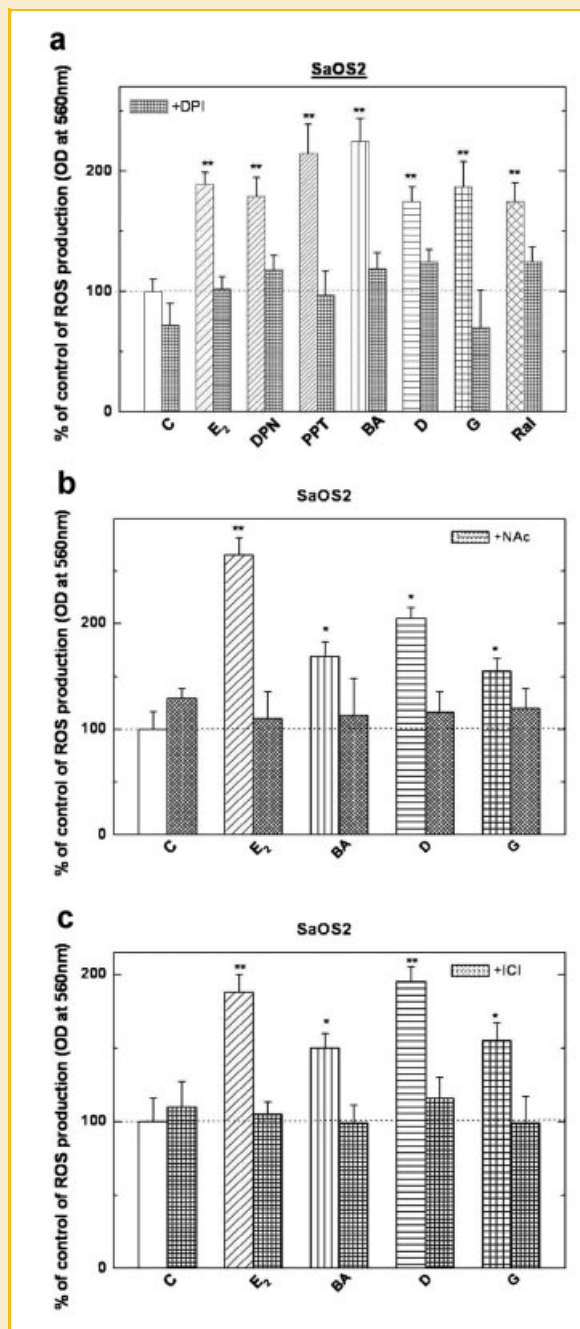 a
SaOS2
+DPI
** ** ** ** ** ** **
200
100
0
% of control of ROS production (OD at 560nm)
C E₂ DPN PPT BA D G Ral
b
SaOS2
+NAc
** * * *
200
100
0
% of control of ROS production (OD at 560nm)
C E₂ BA D G
c
SaOS2
+ICI
** * ** *
200
100
0
% of control of ROS production (OD at 560nm)
C E₂ BA D G